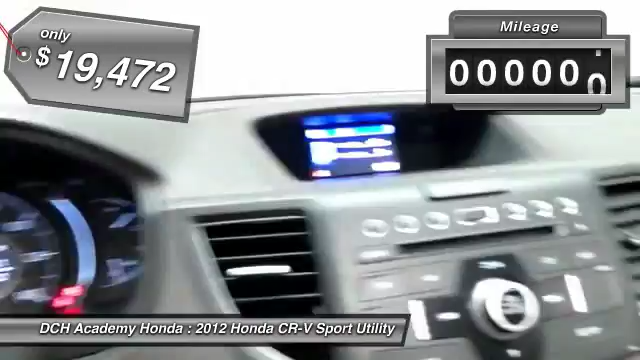 only
$19,472
Mileage
000000
DCH Academy Honda : 2012 Honda CR-V Sport Utility